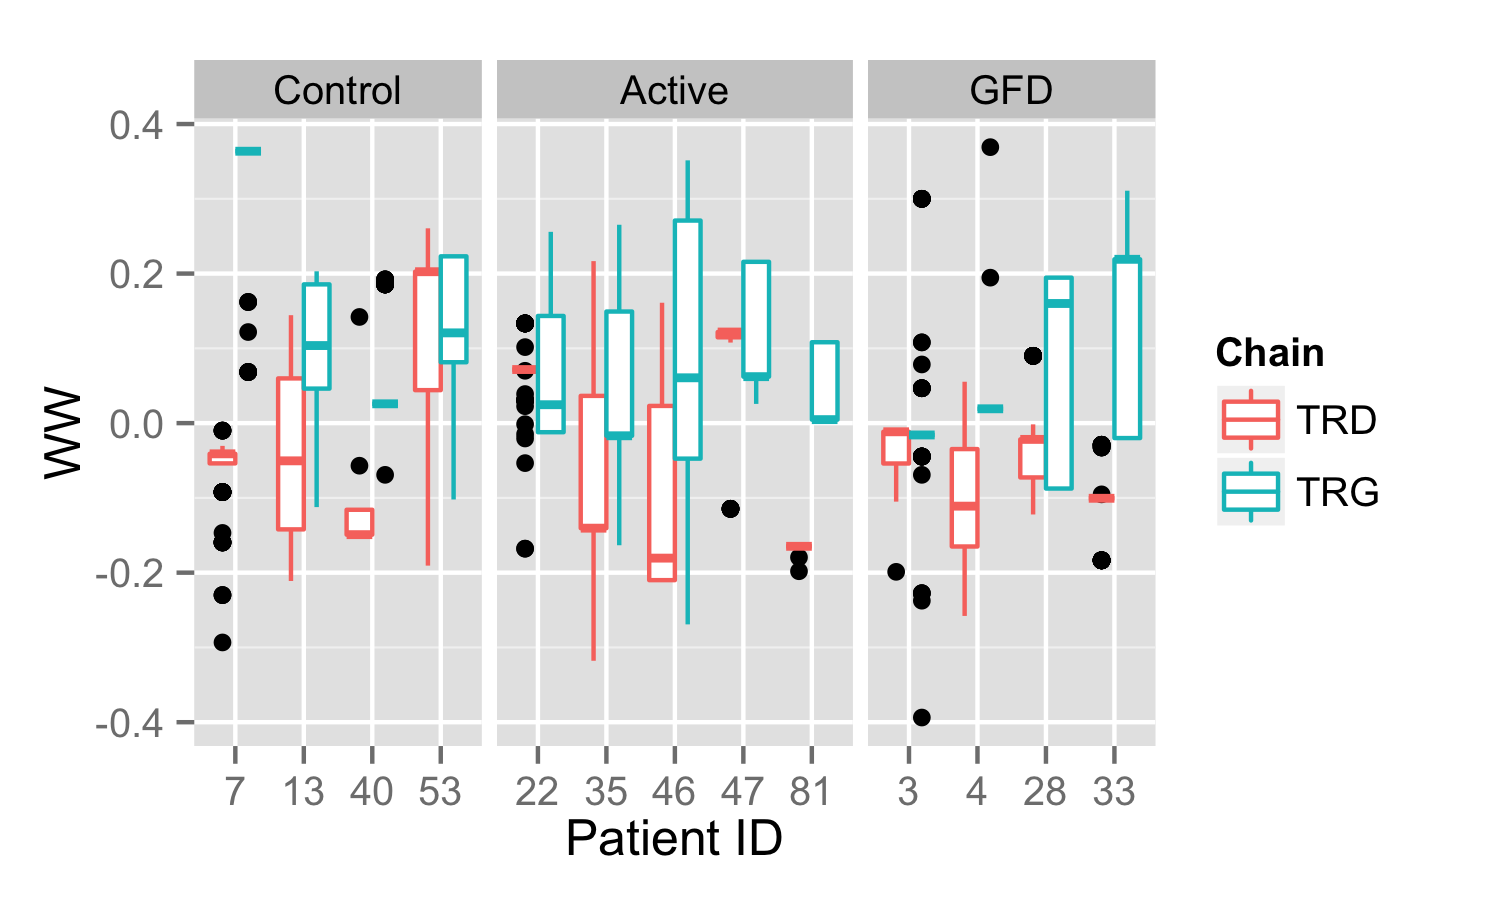 Control Active GFD
0.4
0.2
0.0
-0.2
-0.4
WW
7 13 40 53 22 35 46 47 81 3 4 28 33
Patient ID
Chain
TRD
TRG